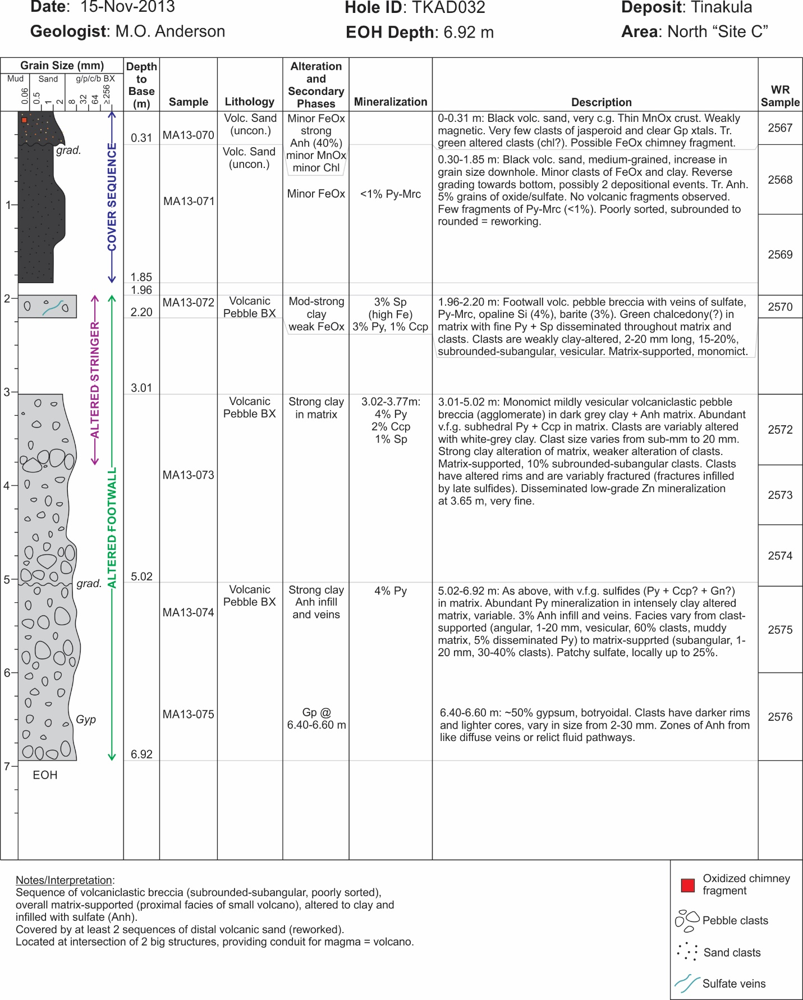 Date: 15-Nov-2013
Hole ID: TKAD032
Deposit: Tinakula
Geologist: M.O. Anderson
EOH Depth: 6.92 m
Area: North “Site C”
Grain Size (mm)
Mud Sand g/p/c/b BX
0.06 0.5 1 2 8 32 64 ≥256
Depth
to
Base
(m)
Sample
Lithology
Alteration
and
Secondary
Phases
Mineralization
Description
WR
Sample
grad.
COVER SEQUENCE
0.31
MA13-070
Volc. Sand
(uncon.)
Minor FeOx
strong
Anh (40%)
minor MnOx
minor Chl
0-0.31 m: Black volc. sand, very c.g. Thin MnOx crust. Weakly
magnetic. Very few clasts of jasperoid and clear Gp xtals. Tr.
green altered clasts (chl?). Possible FeOx chimney fragment.
2567
1
1.85
MA13-071
Volc. Sand
(uncon.)
Minor FeOx
<1% Py-Mrc
0.30-1.85 m: Black volc. sand, medium-grained, increase in
grain size downhole. Minor clasts of FeOx and clay. Reverse
grading towards bottom, possibly 2 depositional events. Tr. Anh.
5% grains of oxide/sulfate. No volcanic fragments observed.
Few fragments of Py-Mrc (<1%). Poorly sorted, subrounded to
rounded = reworking.
2568
2569
1.96
2
ALTERED STRINGER
ALTERED FOOTWALL
2.20
MA13-072
Volcanic
Pebble BX
Mod-strong
clay
weak FeOx
3% Sp
(high Fe)
3% Py, 1% Ccp
1.96-2.20 m: Footwall volc. pebble breccia with veins of sulfate,
Py-Mrc, opaline Si (4%), barite (3%). Green chalcedony(?) in
matrix with fine Py + Sp disseminated throughout matrix and
clasts. Clasts are weakly clay-altered, 2-20 mm long, 15-20%,
subrounded-subangular, vesicular. Matrix-supported, monomict.
2570
3
3.01
4
MA13-073
Volcanic
Pebble BX
Strong clay
in matrix
3.02-3.77m:
4% Py
2% Ccp
1% Sp
3.01-5.02 m: Monomict mildly vesicular volcaniclastic pebble
breccia (agglomerate) in dark grey clay + Anh matrix. Abundant
v.f.g. subhedral Py + Ccp in matrix. Clasts are variably altered
with white-grey clay. Clast size varies from sub-mm to 20 mm.
Strong clay alteration of matrix, weaker alteration of clasts.
Matrix-supported, 10% subrounded-subangular clasts. Clasts
have altered rims and are variably fractured (fractures infilled
by late sulfides). Disseminated low-grade Zn mineralization
at 3.65 m, very fine.
2572
2573
2574
5
grad.
5.02
MA13-074
Volcanic
Pebble BX
Strong clay
Anh infill
and veins
4% Py
5.02-6.92 m: As above, with v.f.g. sulfides (Py + Ccp? + Gn?)
in matrix. Abundant Py mineralization in intensely clay altered
matrix, variable. 3% Anh infill and veins. Facies vary from clast-
supported (angular, 1-20 mm, vesicular, 60% clasts, muddy
matrix, 5% disseminated Py) to matrix-supprted (subangular, 1-
20 mm, 30-40% clasts). Patchy sulfate, locally up to 25%.
2575
6
Gyp
MA13-075
Gp @
6.40-6.60 m
6.40-6.60 m: ~50% gypsum, botryoidal. Clasts have darker rims
and lighter cores, vary in size from 2-30 mm. Zones of Anh from
like diffuse veins or relict fluid pathways.
2576
6.92
7
EOH
Notes/Interpretation:
Sequence of volcaniclastic breccia (subrounded-subangular, poorly sorted),
overall matrix-supported (proximal facies of small volcano), altered to clay and
infilled with sulfate (Anh).
Covered by at least 2 sequences of distal volcanic sand (reworked).
Located at intersection of 2 big structures, providing conduit for magma = volcano.
Oxidized chimney
fragment
Pebble clasts
Sand clasts
Sulfate veins